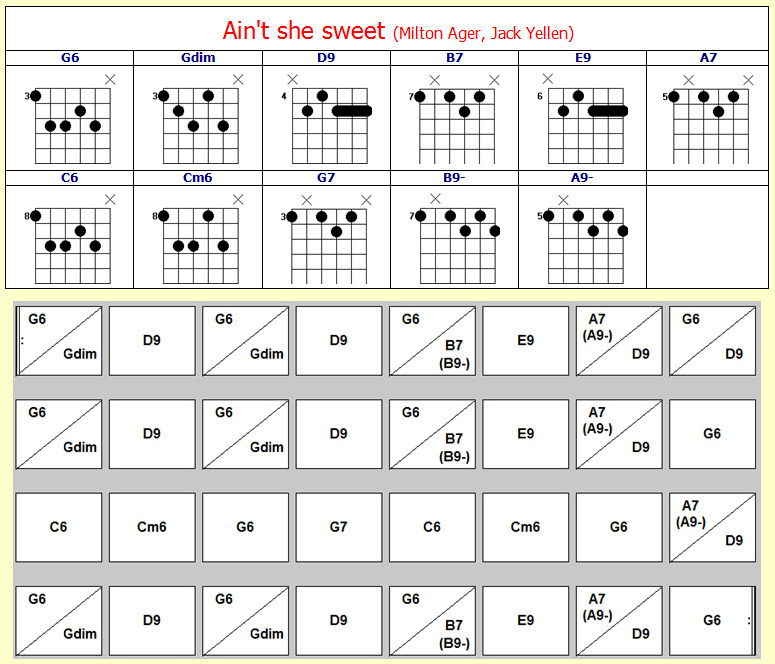 Ain't she sweet (Milton Ager, Jack Yellen)
G6 Gdim D9 B7 E9 A7
3 3 4 7 6 5
C6 Cm6 G7 B9- A9-
8 8 3 7 5
G6 Gdim D9 G6 Gdim D9 G6 B7 (B9-) E9 A7 (A9-) D9 G6 D9
G6 Gdim D9 G6 Gdim D9 G6 B7 (B9-) E9 A7 (A9-) D9 G6
C6 Cm6 G6 G7 C6 Cm6 G6 A7 (A9-) D9
G6 Gdim D9 G6 Gdim D9 G6 B7 (B9-) E9 A7 (A9-) D9 G6